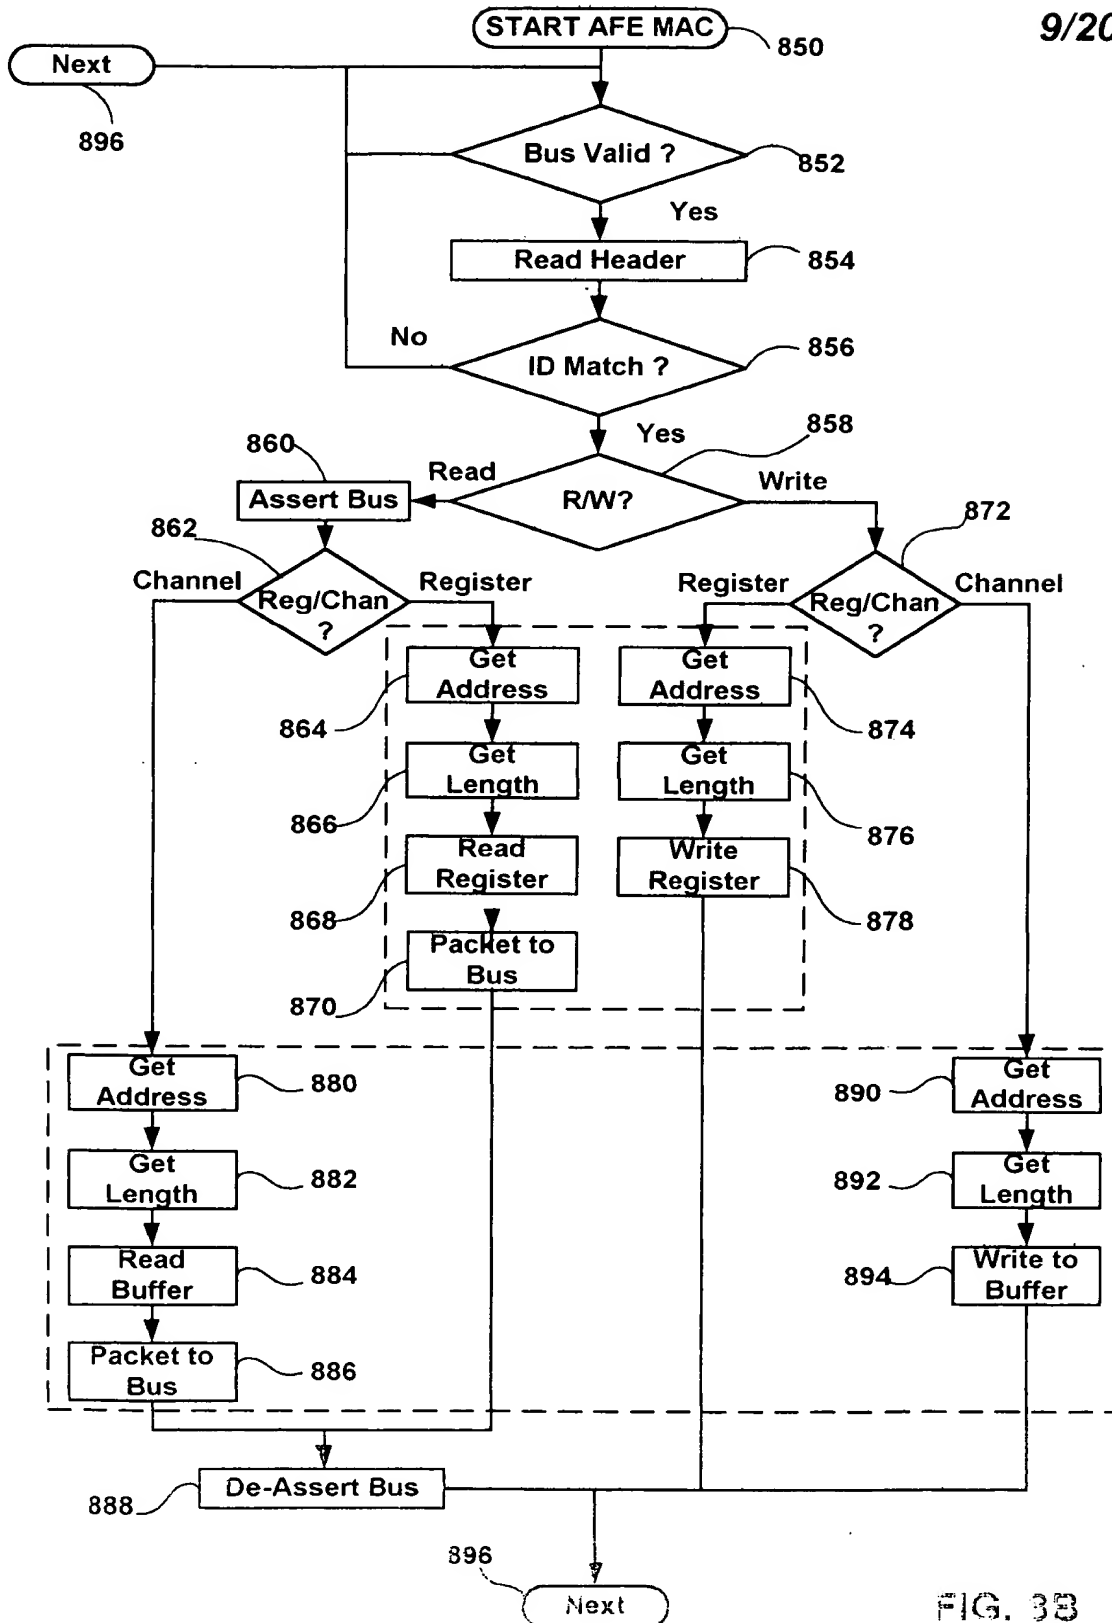 START AFE MAC
850
9/20
Next
896
Bus Valid ?
852
Yes
Read Header
854
No
ID Match ?
856
Yes
858
860
Read
Write
Assert Bus
R/W?
862
872
Channel
Reg/Chan
?
Register
Register
Reg/Chan
?
Channel
Get
Address
864
Get
Address
874
Get
Length
866
Get
Length
876
Read
Register
868
Write
Register
878
Packet to
Bus
870
Get
Address
880
890
Get
Address
Get
Length
882
892
Get
Length
Read
Buffer
884
894
Write to
Buffer
Packet to
Bus
886
De-Assert Bus
888
896
Next
FIG.